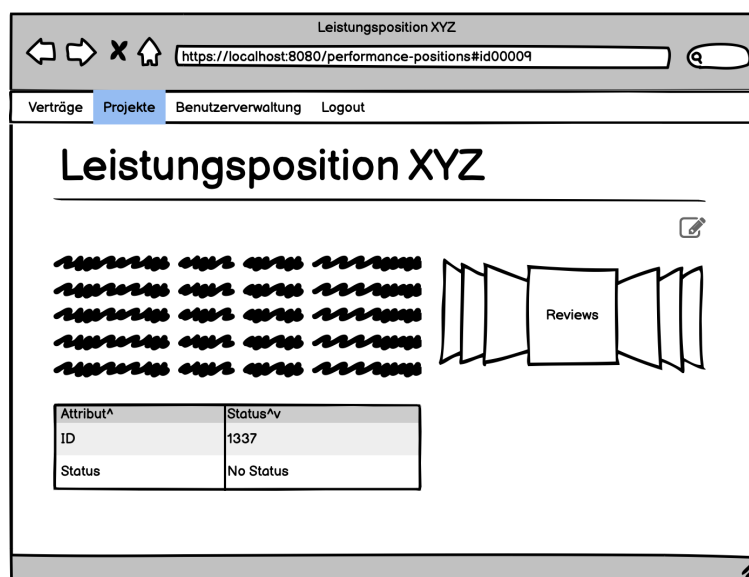 Leistungsposition XYZ
https://localhost:8080/performance-positions#id00009
Verträge Projekte Benutzerverwaltung Logout
Leistungsposition XYZ
Reviews
Attribut^ Status^v
ID 1337
Status No Status